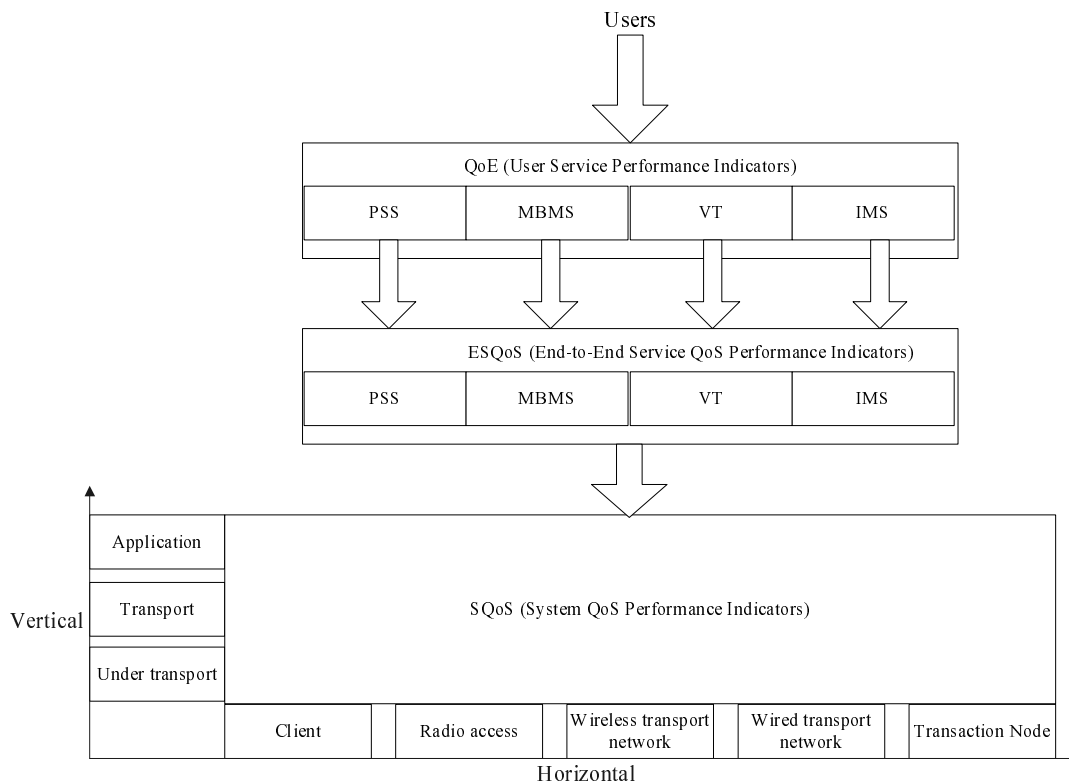 Users
QoE (User Service Performance Indicators)
PSS
MBMS
VT
IMS
ESQoS (End-to-End Service QoS Performance Indicators)
PSS
MBMS
VT
IMS
Application
Transport
Under transport
Vertical
SQoS (System QoS Performance Indicators)
Client
Radio access
Wireless transport
network
Wired transport
network
Transaction Node
Horizontal